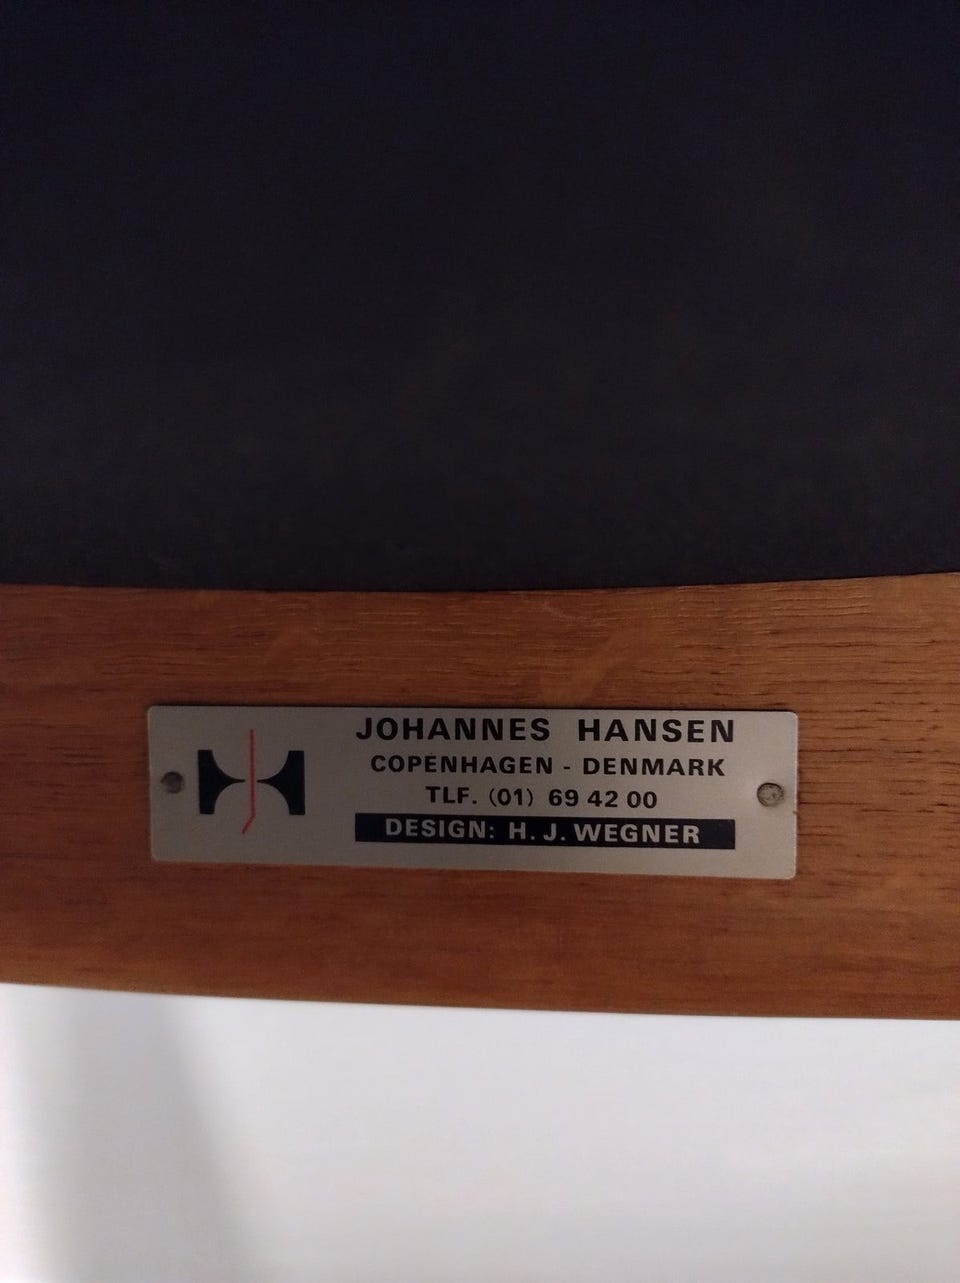 JOHANNES HANSEN
COPENHAGEN - DENMARK
TLF. (01) 69 42 00
DESIGN: H. J. WEGNER